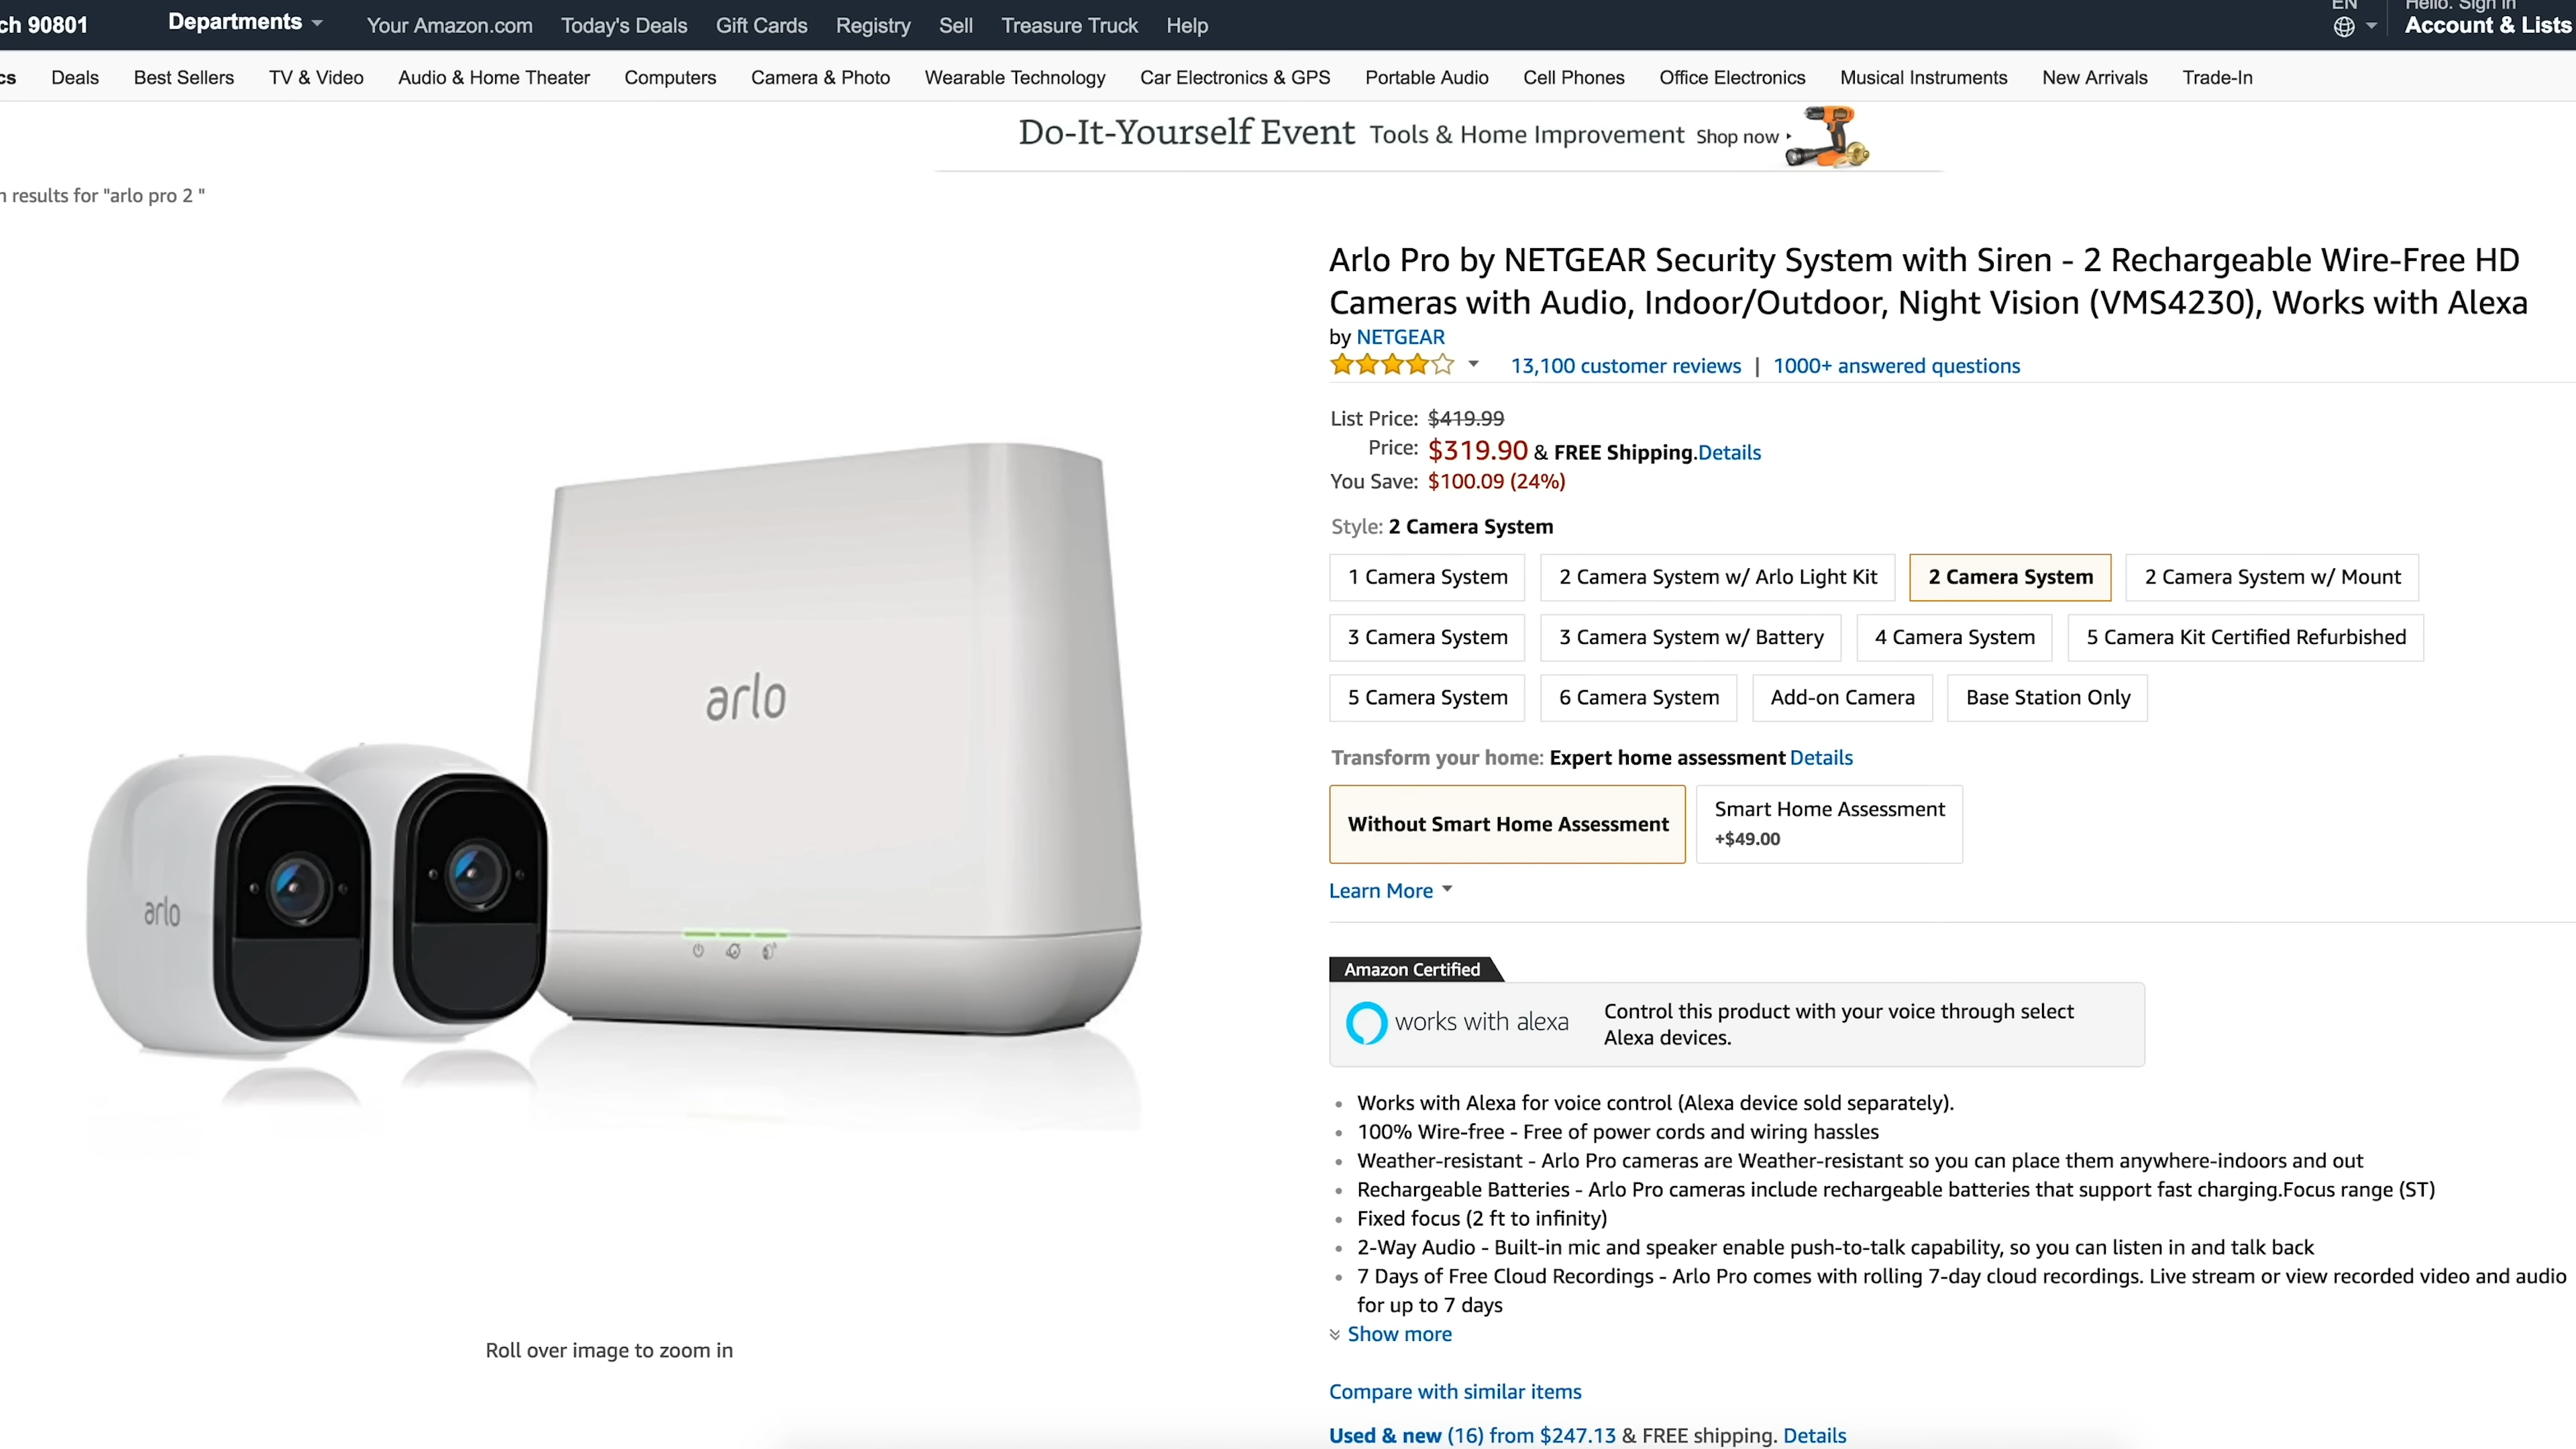 ch 90801
Departments
Your Amazon.com
Today's Deals
Gift Cards
Registry
Sell
Treasure Truck
Help
EN
Hello. Sign in
Account & Lists
cs
Deals
Best Sellers
TV & Video
Audio & Home Theater
Computers
Camera & Photo
Wearable Technology
Car Electronics & GPS
Portable Audio
Cell Phones
Office Electronics
Musical Instruments
New Arrivals
Trade-In
Do-It-Yourself Event Tools & Home Improvement Shop now
results for "arlo pro 2 "
Arlo Pro by NETGEAR Security System with Siren - 2 Rechargeable Wire-Free HD
Cameras with Audio, Indoor/Outdoor, Night Vision (VMS4230), Works with Alexa
by NETGEAR
13,100 customer reviews | 1000+ answered questions
List Price: $419.99
Price: $319.90 & FREE Shipping. Details
You Save: $100.09 (24%)
Style: 2 Camera System
1 Camera System
2 Camera System w/ Arlo Light Kit
2 Camera System
2 Camera System w/ Mount
3 Camera System
3 Camera System w/ Battery
4 Camera System
5 Camera Kit Certified Refurbished
5 Camera System
6 Camera System
Add-on Camera
Base Station Only
Transform your home: Expert home assessment Details
Without Smart Home Assessment
Smart Home Assessment
+$49.00
Learn More
Amazon Certified
works with alexa
Control this product with your voice through select
Alexa devices.
Works with Alexa for voice control (Alexa device sold separately).
100% Wire-free - Free of power cords and wiring hassles
Weather-resistant - Arlo Pro cameras are Weather-resistant so you can place them anywhere-indoors and out
Rechargeable Batteries - Arlo Pro cameras include rechargeable batteries that support fast charging.Focus range (ST)
Fixed focus (2 ft to infinity)
2-Way Audio - Built-in mic and speaker enable push-to-talk capability, so you can listen in and talk back
7 Days of Free Cloud Recordings - Arlo Pro comes with rolling 7-day cloud recordings. Live stream or view recorded video and audio
for up to 7 days
Show more
Compare with similar items
Used & new (16) from $247.13 & FREE shipping. Details
arlo
arlo
Roll over image to zoom in